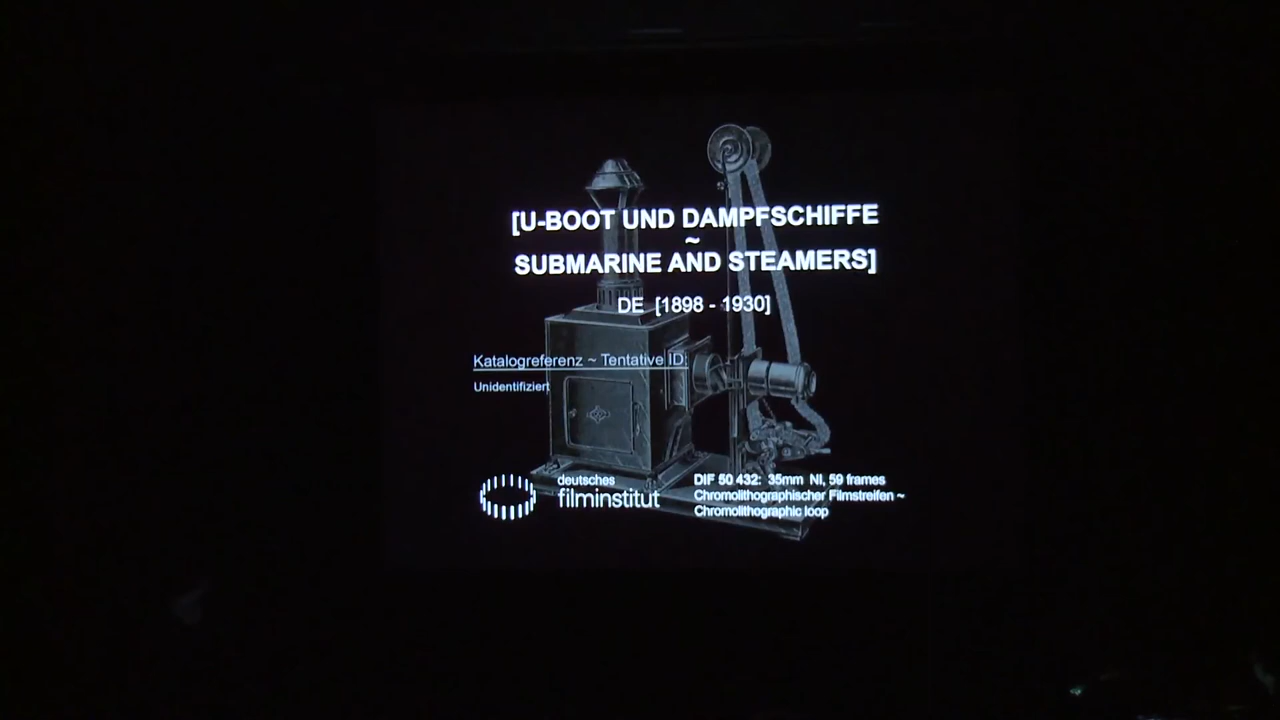 [U-BOOT UND DAMPFSCHIFFE
~
SUBMARINE AND STEAMERS]
DE [1898 - 1930]
Katalogreferenz ~ Tentative ID:
Unidentifiziert
deutsches
filminstitut
DIF 50 432: 35mm NI, 59 frames
Chromolithographischer Filmstreifen ~
Chromolithographic loop